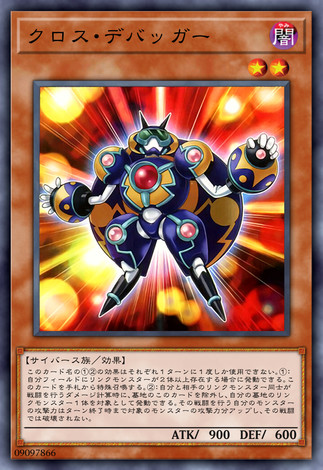 クロス・デバッガー
闇
やみ
【サイバース族／効果】
このカード名の①②の効果はそれぞれ１ターンに１度しか使用できない。①:
自分フィールドにリンクモンスターが２体以上存在する場合に発動できる。こ
のカードを手札から特殊召喚する。②:自分と相手のリンクモンスター同士が
戦闘を行うダメージ計算時に、墓地のこのカードを除外し、自分の墓地のリ
ンクモンスター１体を対象として発動できる。その戦闘を行う自分のモンスター
の攻撃力はターン終了時まで対象のモンスターの攻撃力分アップし、その戦闘
では破壊されない。
ATK/ 900 DEF/ 600
09097866